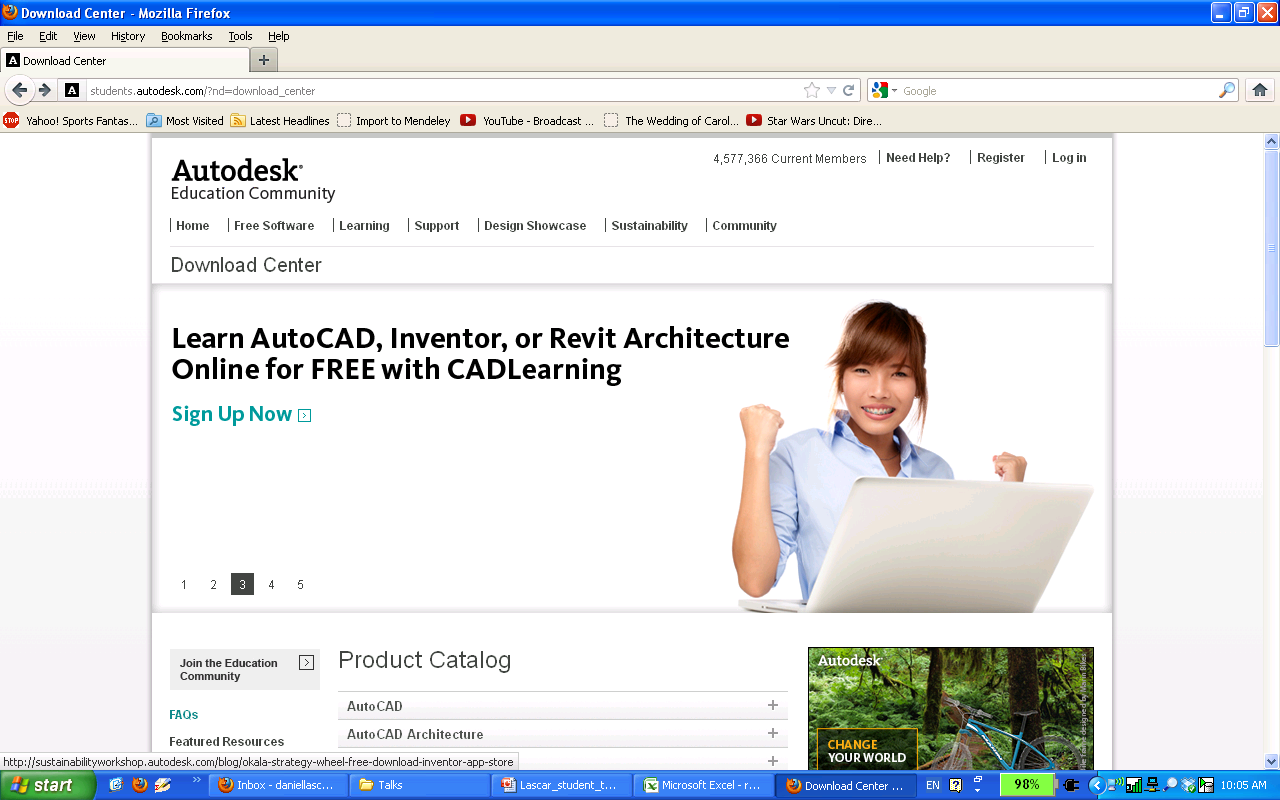 Download Center - Mozilla Firefox
File Edit View History Bookmarks Tools Help
Download Center
students.autodesk.com/?nd=download_center
Google
Yahoo! Sports Fantas... Most Visited Latest Headlines Import to Mendeley YouTube - Broadcast ... The Wedding of Carol... Star Wars Uncut: Dire...
Autodesk®
Education Community
4,577,366 Current Members Need Help? Register Log in
Home Free Software Learning Support Design Showcase Sustainability Community
Download Center
Learn AutoCAD, Inventor, or Revit Architecture
Online for FREE with CADLearning
Sign Up Now
1 2 3 4 5
Join the Education
Community
FAQs
Featured Resources
Product Catalog
AutoCAD
AutoCAD Architecture
Autodesk
CHANGE
YOUR WORLD
http://sustainabilityworkshop.autodesk.com/blog/okala-strategy-wheel-free-download-inventor-app-store
start
Inbox - daniellasc... Talks Lascar_student_t... Microsoft Excel - r... Download Center ... EN 98% 10:05 AM